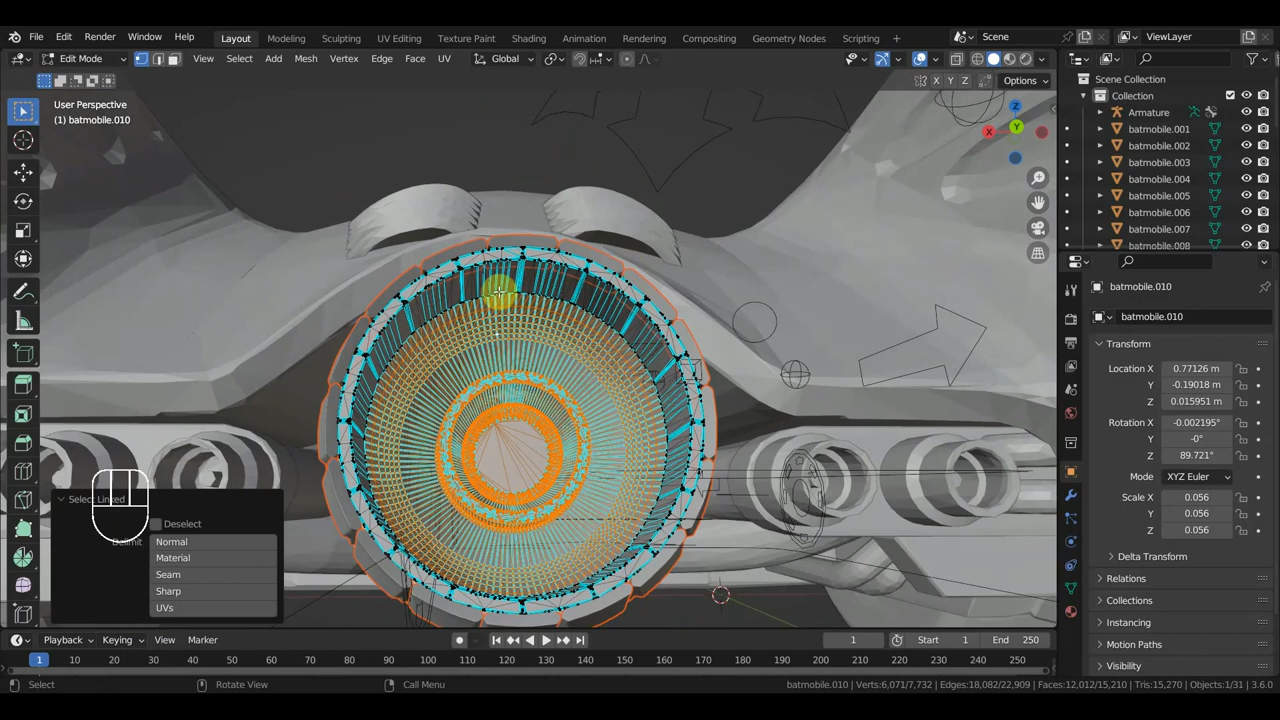 File Edit Render Window Help Layout Modeling Sculpting UV Editing Texture Paint Shading Animation Rendering Compositing Geometry Nodes Scripting Scene ViewLayer
Edit Mode View Select Add Mesh Vertex Edge Face UV Global
X Y Z Options
User Perspective
(1) batmobile.010
Z
X
Y
Scene Collection
Collection
Armature
batmobile.001
batmobile.002
batmobile.003
batmobile.004
batmobile.005
batmobile.006
batmobile.007
batmobile.008
batmobile.010
batmobile.010
Transform
Location X 0.77126 m
Y -0.19018 m
Z 0.015951 m
Rotation X -0.002195°
Y -0°
Z 89.721°
Mode XYZ Euler
Scale X 0.056
Y 0.056
Z 0.056
Delta Transform
Relations
Collections
Instancing
Motion Paths
Visibility
Select Linked
Deselect
Delimit Normal
Material
Seam
Sharp
UVs
Playback Keying View Marker 1 Start 1 End 250
1 10 20 30 40 50 60 70 80 90 100 110 120 130 140 150 160 170 180 190 200 210 220 230 240 250
Select Rotate View Call Menu batmobile.010 | Verts:6,071/7,732 | Edges:18,082/22,909 | Faces:12,012/15,210 | Tris:15,270 | Objects:1/31 | 3.6.0